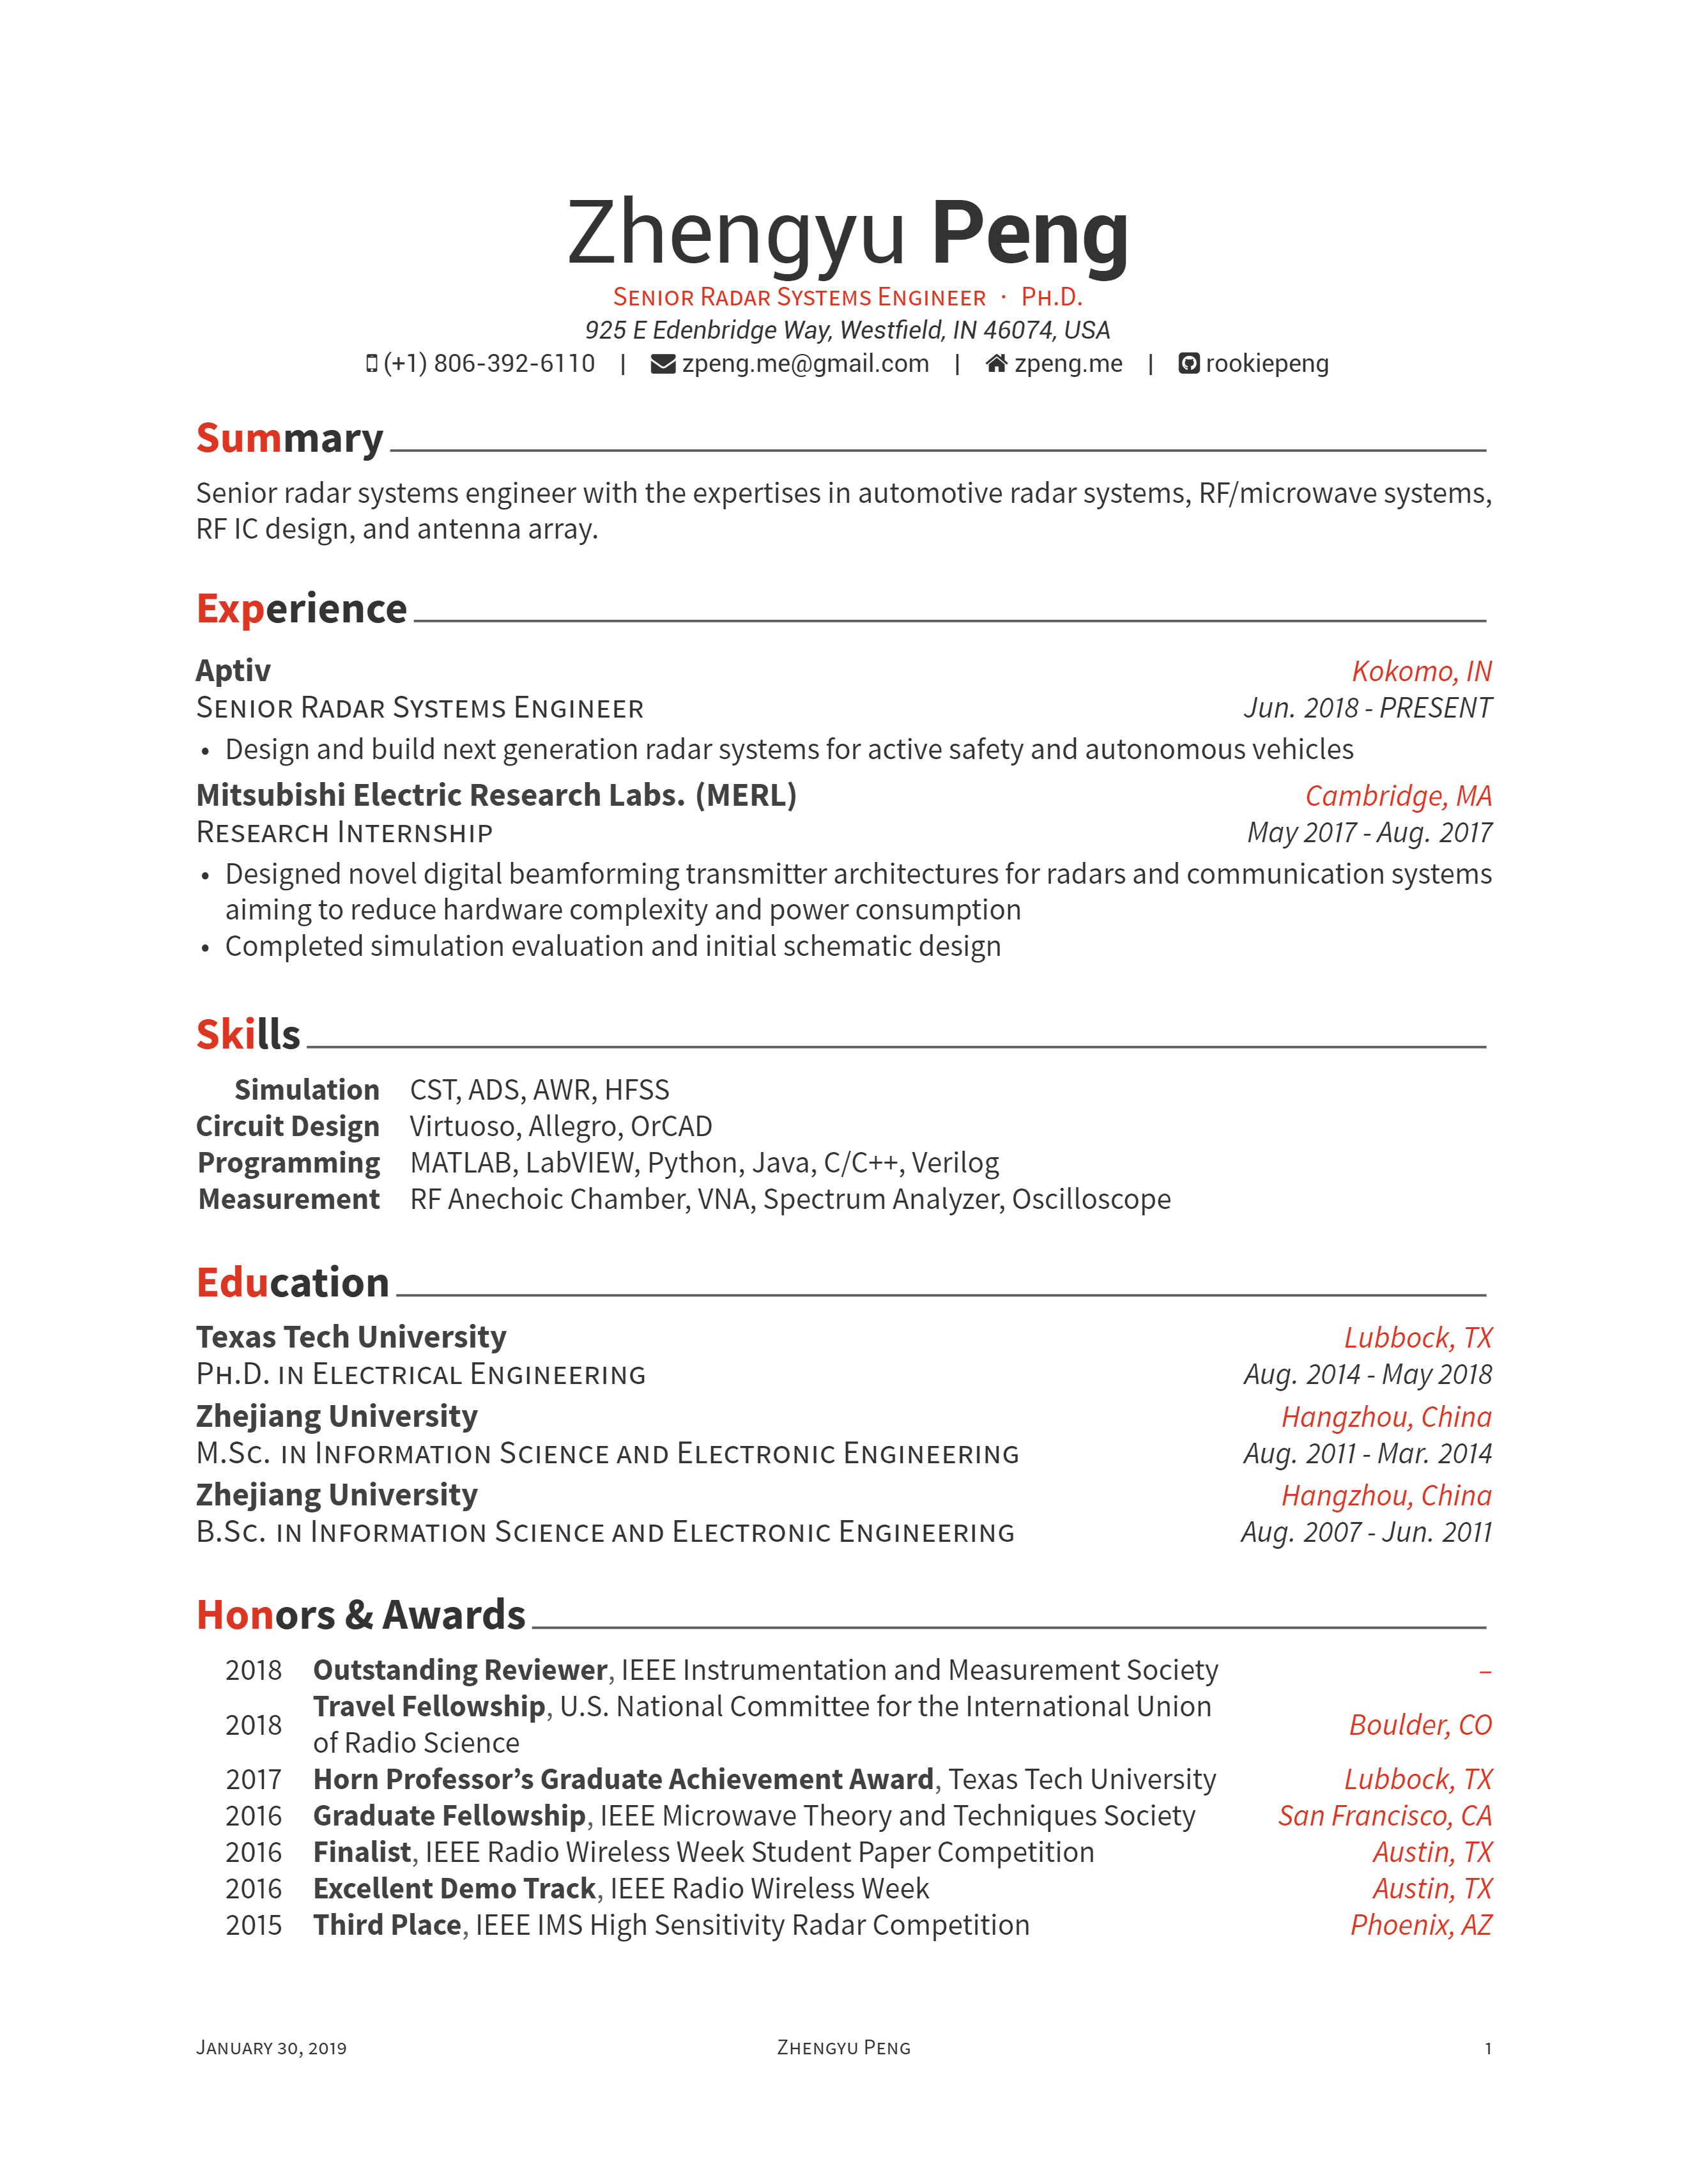 Zhengyu Peng
Senior Radar Systems Engineer · Ph.D.
925 E Edenbridge Way, Westfield, IN 46074, USA
(+1) 806-392-6110 | zpeng.me@gmail.com | zpeng.me | rookiepeng
Summary
Senior radar systems engineer with the expertises in automotive radar systems, RF/microwave systems,
RF IC design, and antenna array.
Experience
Aptiv Kokomo, IN
Senior Radar Systems Engineer Jun. 2018 - PRESENT
• Design and build next generation radar systems for active safety and autonomous vehicles
Mitsubishi Electric Research Labs. (MERL) Cambridge, MA
Research Internship May 2017 - Aug. 2017
• Designed novel digital beamforming transmitter architectures for radars and communication systems
aiming to reduce hardware complexity and power consumption
• Completed simulation evaluation and initial schematic design
Skills
Simulation CST, ADS, AWR, HFSS
Circuit Design Virtuoso, Allegro, OrCAD
Programming MATLAB, LabVIEW, Python, Java, C/C++, Verilog
Measurement RF Anechoic Chamber, VNA, Spectrum Analyzer, Oscilloscope
Education
Texas Tech University Lubbock, TX
Ph.D. in Electrical Engineering Aug. 2014 - May 2018
Zhejiang University Hangzhou, China
M.Sc. in Information Science and Electronic Engineering Aug. 2011 - Mar. 2014
Zhejiang University Hangzhou, China
B.Sc. in Information Science and Electronic Engineering Aug. 2007 - Jun. 2011
Honors & Awards
2018 Outstanding Reviewer, IEEE Instrumentation and Measurement Society –
2018 Travel Fellowship, U.S. National Committee for the International Union
of Radio Science Boulder, CO
2017 Horn Professor’s Graduate Achievement Award, Texas Tech University Lubbock, TX
2016 Graduate Fellowship, IEEE Microwave Theory and Techniques Society San Francisco, CA
2016 Finalist, IEEE Radio Wireless Week Student Paper Competition Austin, TX
2016 Excellent Demo Track, IEEE Radio Wireless Week Austin, TX
2015 Third Place, IEEE IMS High Sensitivity Radar Competition Phoenix, AZ
January 30, 2019 Zhengyu Peng 1